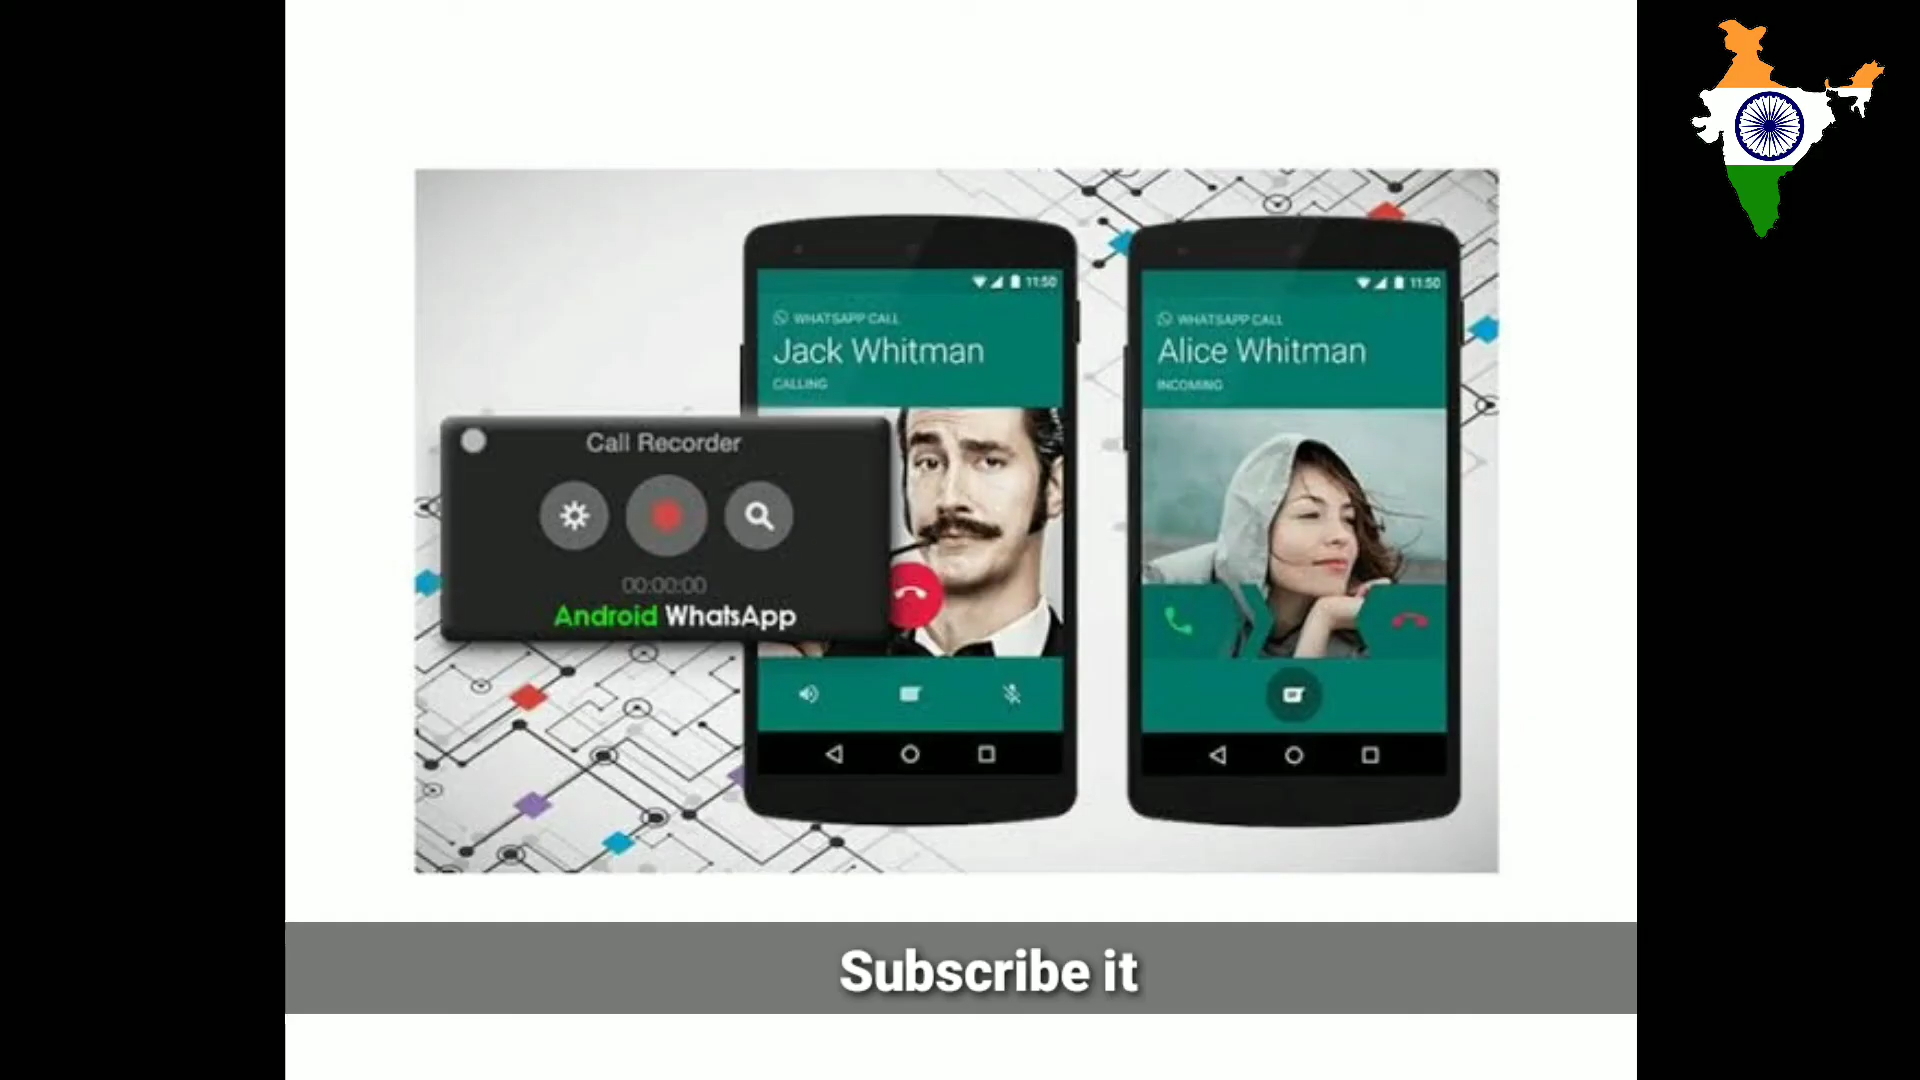 11:50
WHATSAPP CALL
Jack Whitman
CALLING
11:50
WHATSAPP CALL
Alice Whitman
INCOMING
Call Recorder
00:00:00
Android WhatsApp
Subscribe it